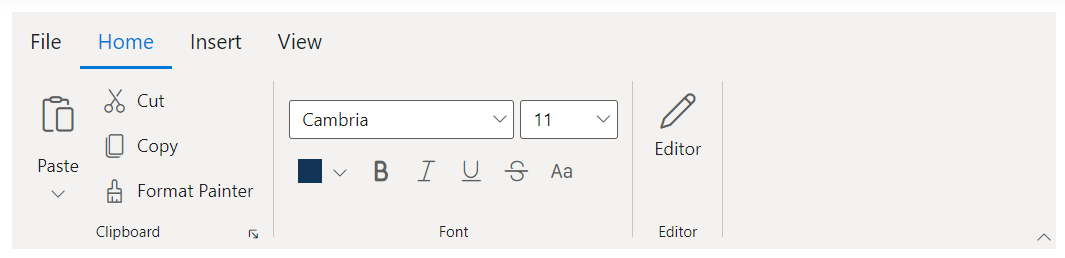 File Home Insert View
Paste
Cut
Copy
Format Painter
Clipboard
Cambria 11
B I U S Aa
Font
Editor
Editor